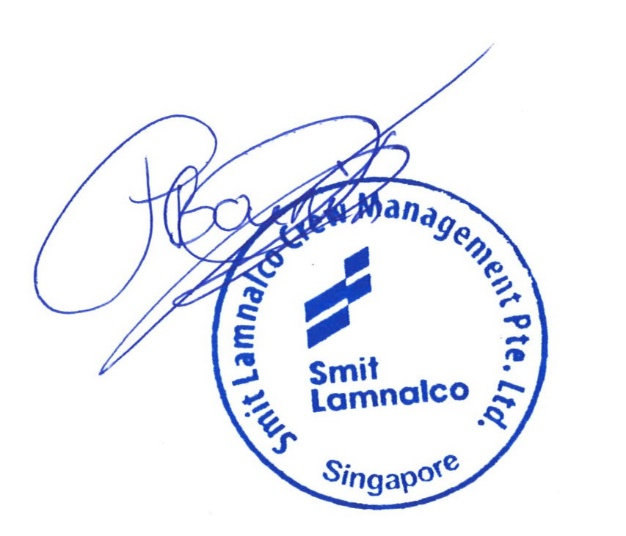 Smit Lamnalco Crew Management Pte. Ltd.
Smit
Lamnalco
Singapore